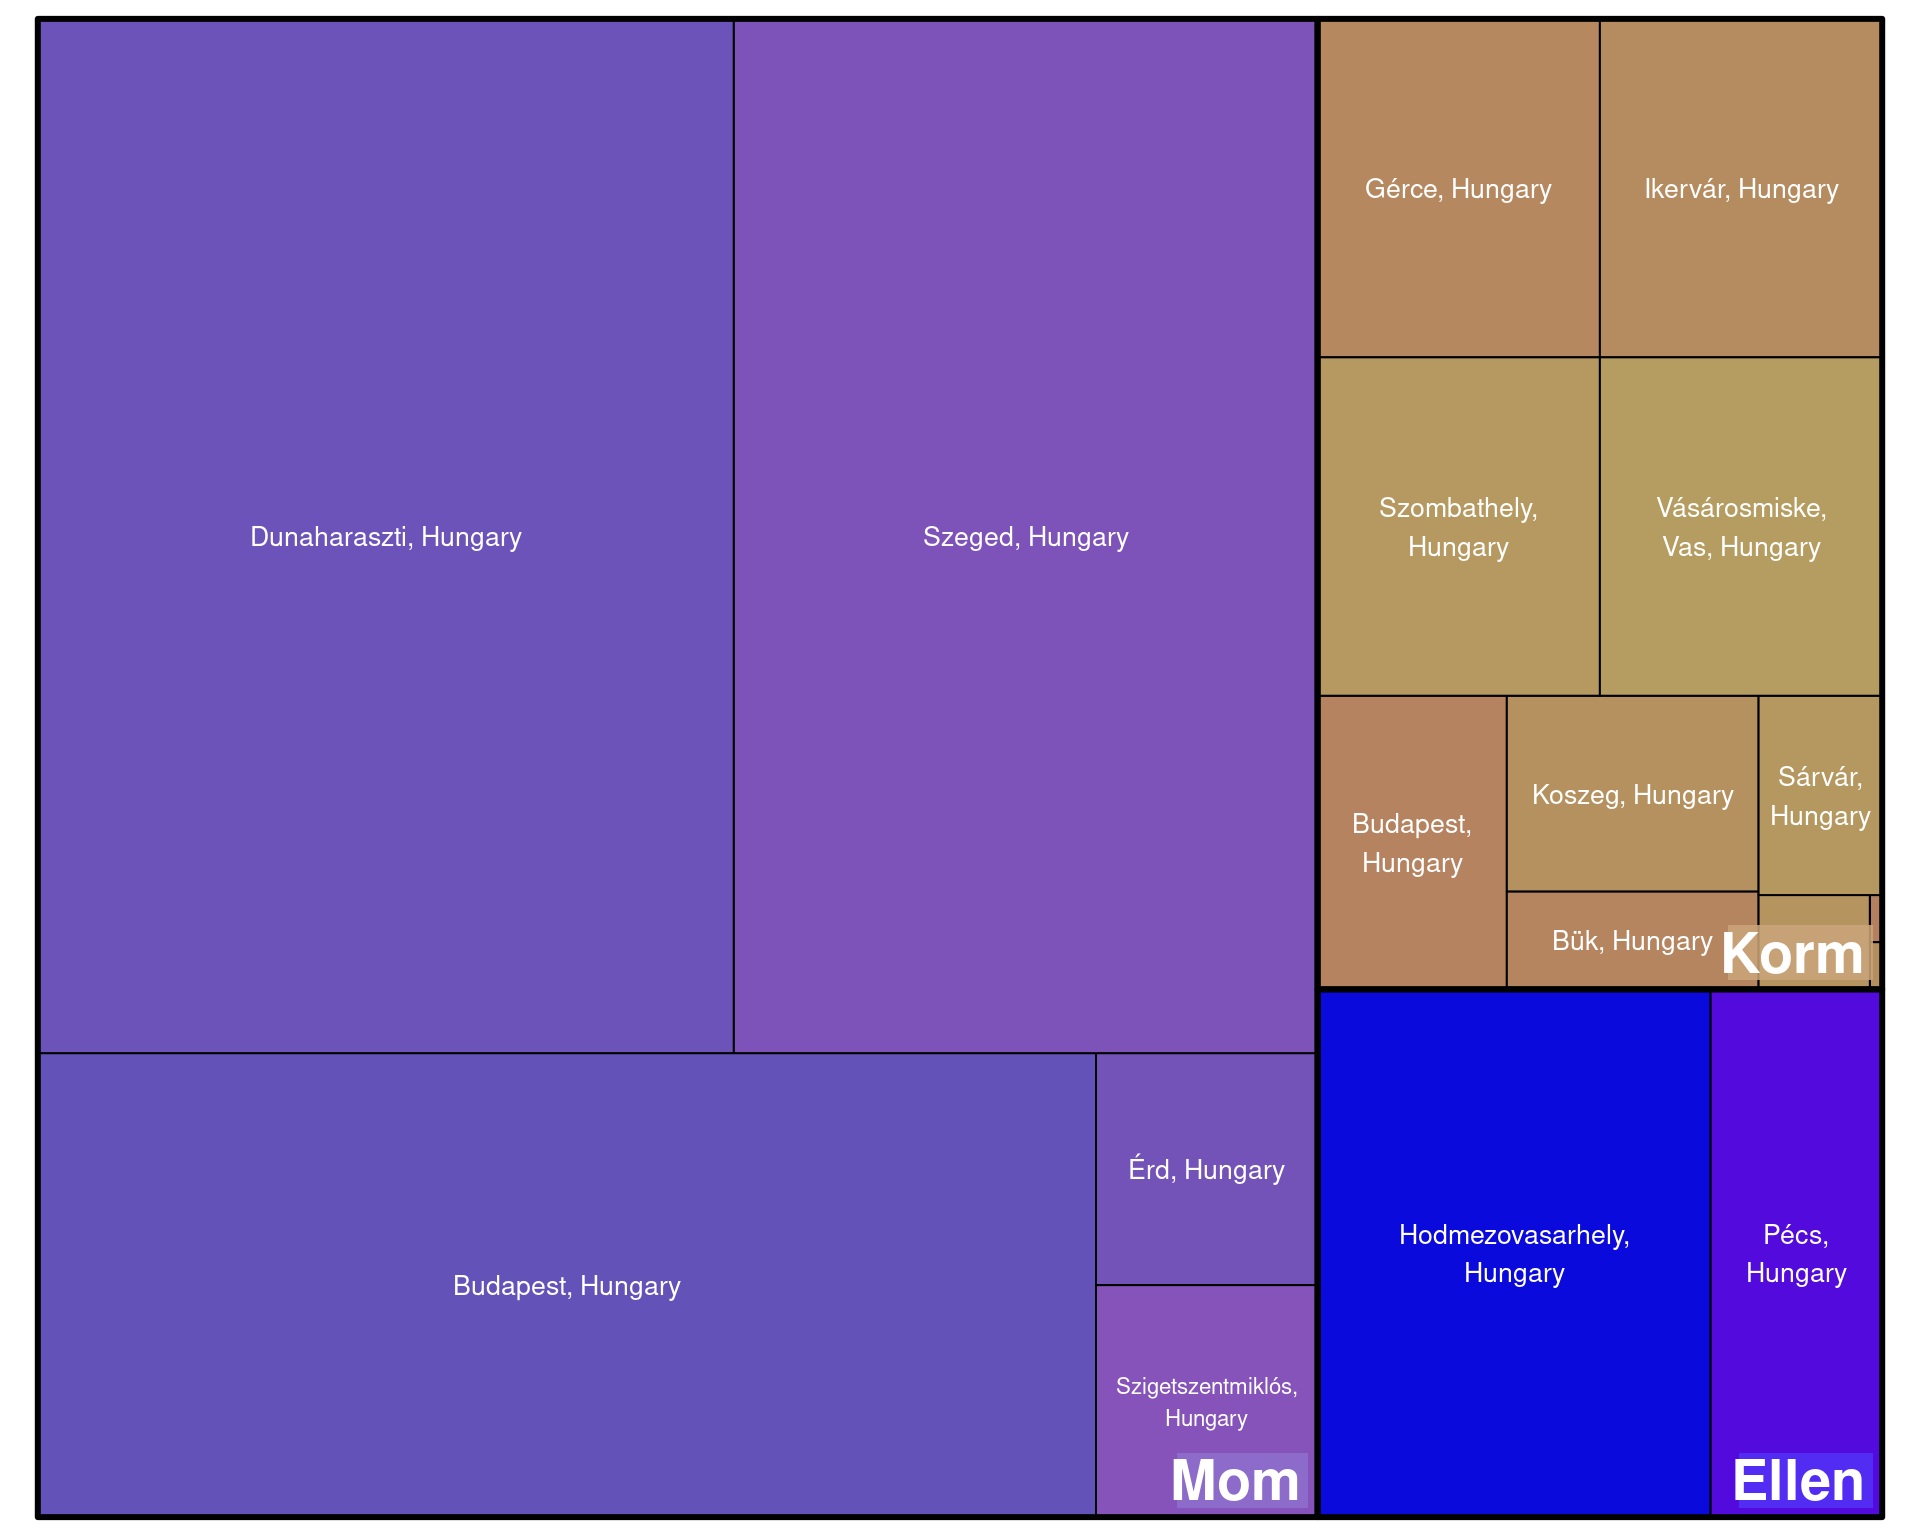 Dunaharaszti, Hungary
Szeged, Hungary
Budapest, Hungary
Érd, Hungary
Szigetszentmiklós,
Hungary
Mom
Gérce, Hungary
Ikervár, Hungary
Szombathely,
Hungary
Vásárosmiske,
Vas, Hungary
Budapest,
Hungary
Koszeg, Hungary
Sárvár,
Hungary
Bük, Hungary
Korm
Hodmezovasarhely,
Hungary
Pécs,
Hungary
Ellen